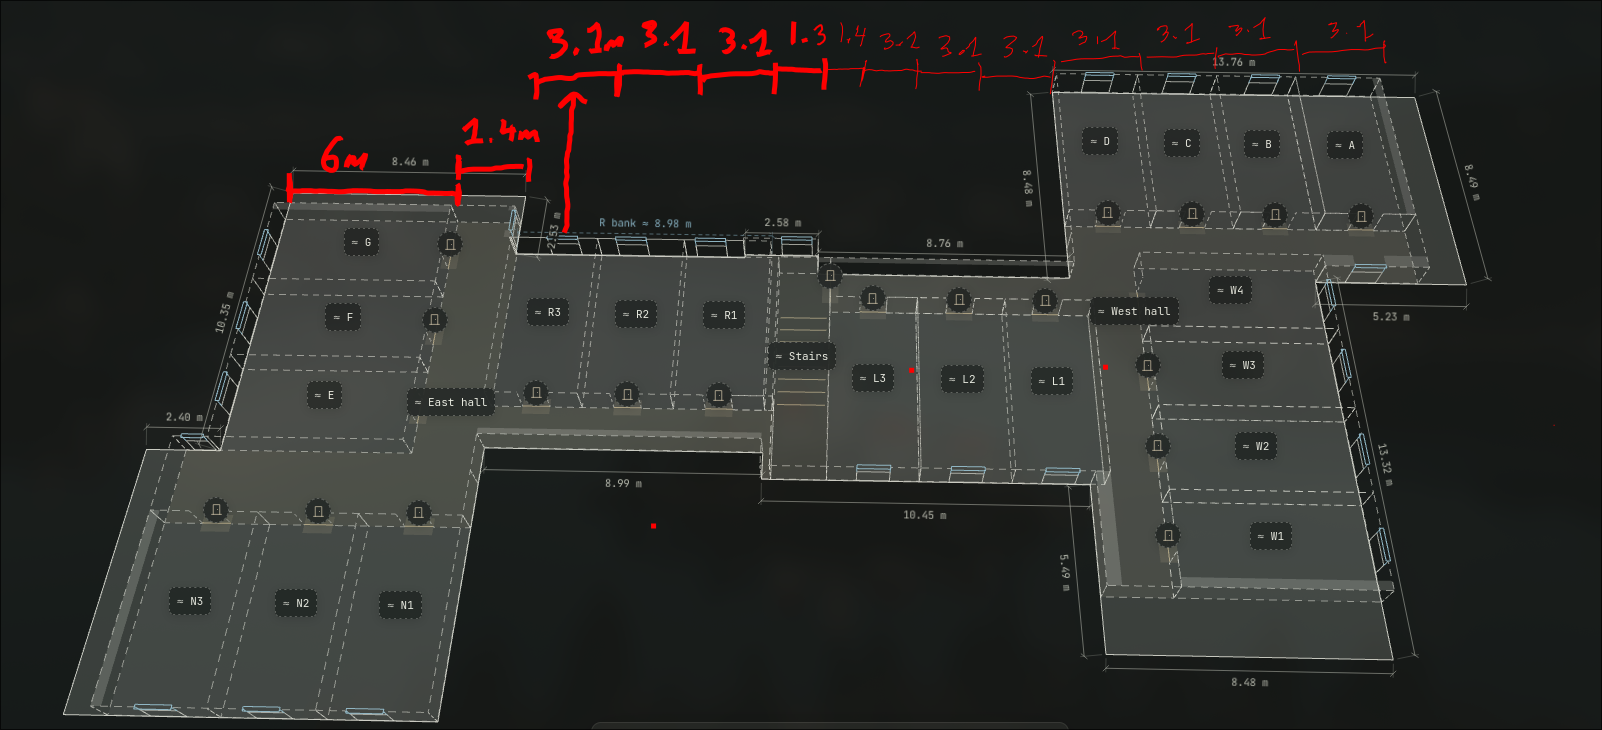 3.1m 3.1 3.1 1.3 1.4 3.1 3.1 3.1 3.1 3.1 3.1 3.1
13.76 m
1.4m
6m
8.46 m
≈ D ≈ C ≈ B ≈ A
8.48 m
8.49 m
R bank ≈ 8.98 m
2.58 m
2.53 m
8.76 m
≈ G
≈ W4
10.35 m
≈ F
≈ R3 ≈ R2 ≈ R1
≈ West hall
5.23 m
≈ Stairs
≈ W3
≈ E
≈ East hall
≈ L3 ≈ L2 ≈ L1
2.40 m
≈ W2
13.32 m
8.99 m
10.45 m
≈ W1
5.49 m
≈ N3 ≈ N2 ≈ N1
8.48 m